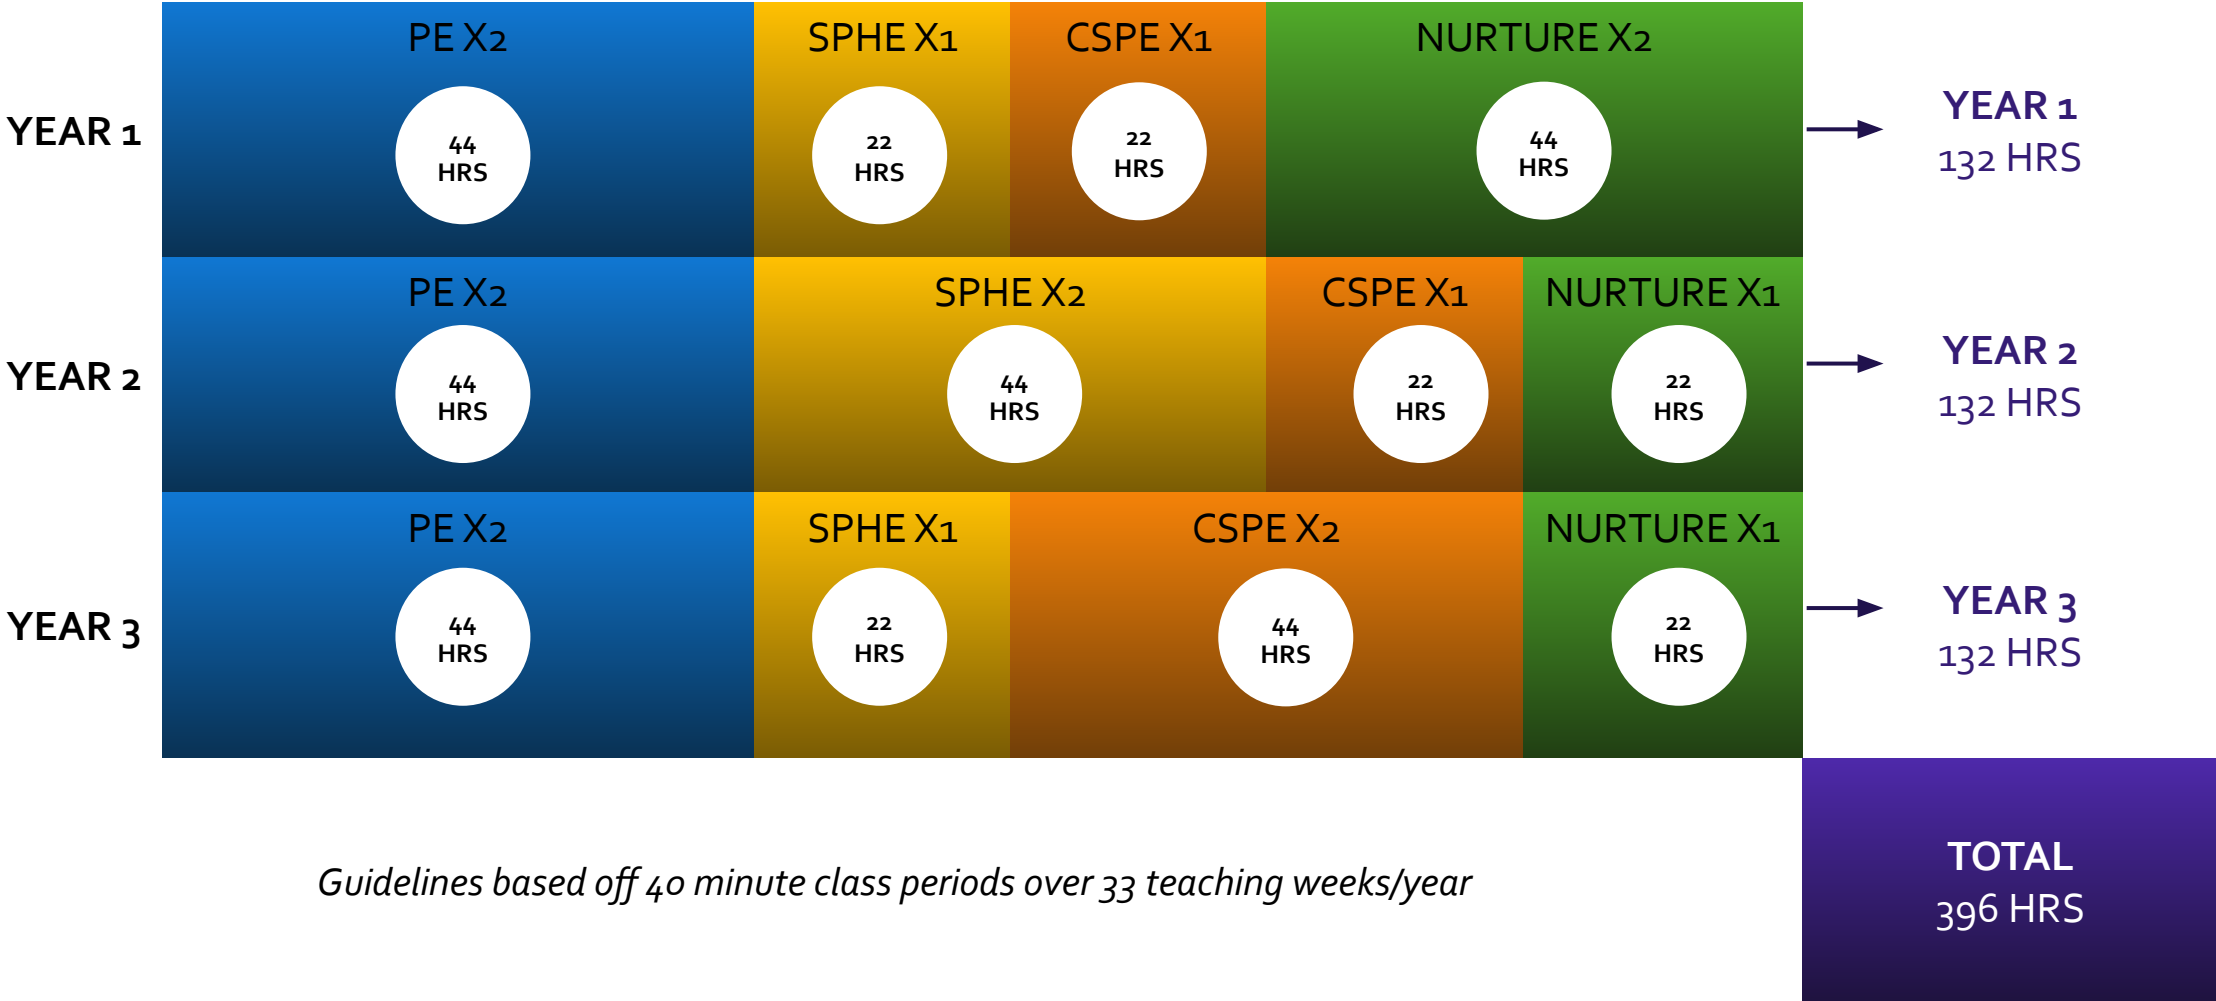 PE X2
SPHE X1
CSPE X1
NURTURE X2
YEAR 1
44
HRS
22
HRS
22
HRS
44
HRS
YEAR 1
132 HRS
PE X2
SPHE X2
CSPE X1
NURTURE X1
YEAR 2
44
HRS
44
HRS
22
HRS
22
HRS
YEAR 2
132 HRS
PE X2
SPHE X1
CSPE X2
NURTURE X1
YEAR 3
44
HRS
22
HRS
44
HRS
22
HRS
YEAR 3
132 HRS
Guidelines based off 40 minute class periods over 33 teaching weeks/year
TOTAL
396 HRS